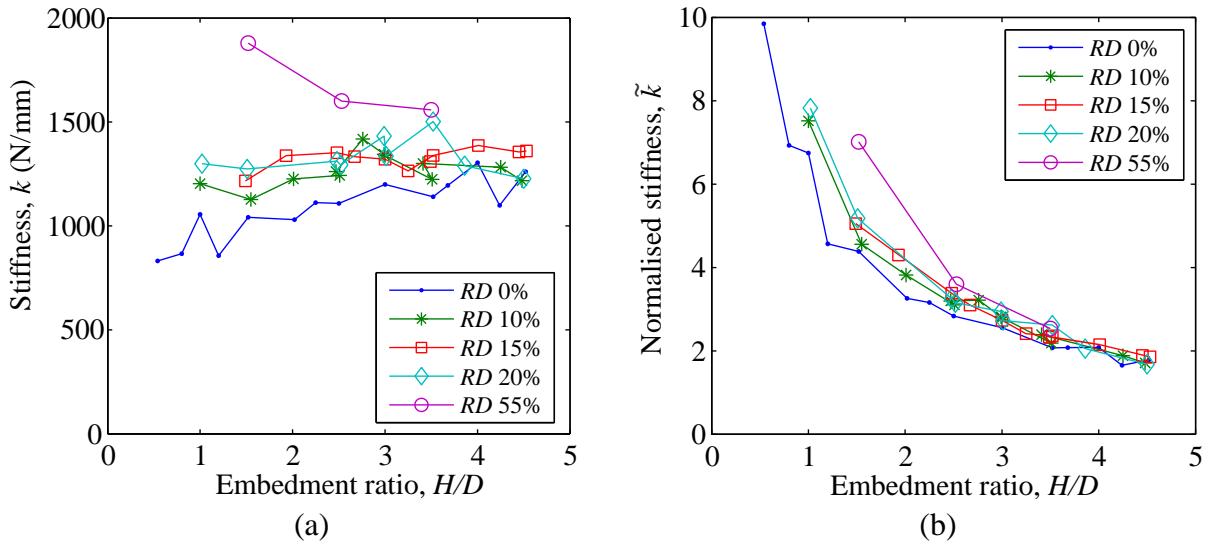 2000
1500
1000
500
0
1
2
3
4
5
Stiffness, k (N/mm)
Embedment ratio, H/D
RD 0%
RD 10%
RD 15%
RD 20%
RD 55%
(a)
10
8
6
4
2
0
0
1
2
3
4
5
Normalised stiffness, k̃
Embedment ratio, H/D
RD 0%
RD 10%
RD 15%
RD 20%
RD 55%
(b)